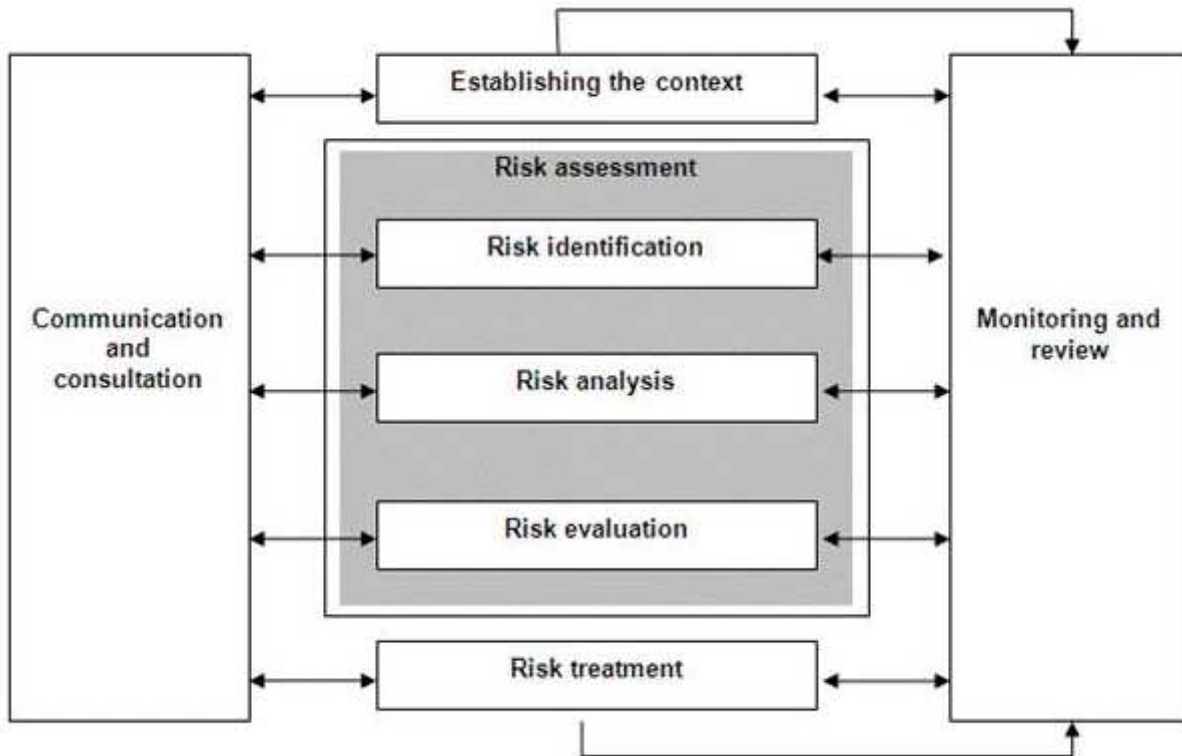 Establishing the context
Risk assessment
Risk identification
Communication
and
consultation
Monitoring and
review
Risk analysis
Risk evaluation
Risk treatment